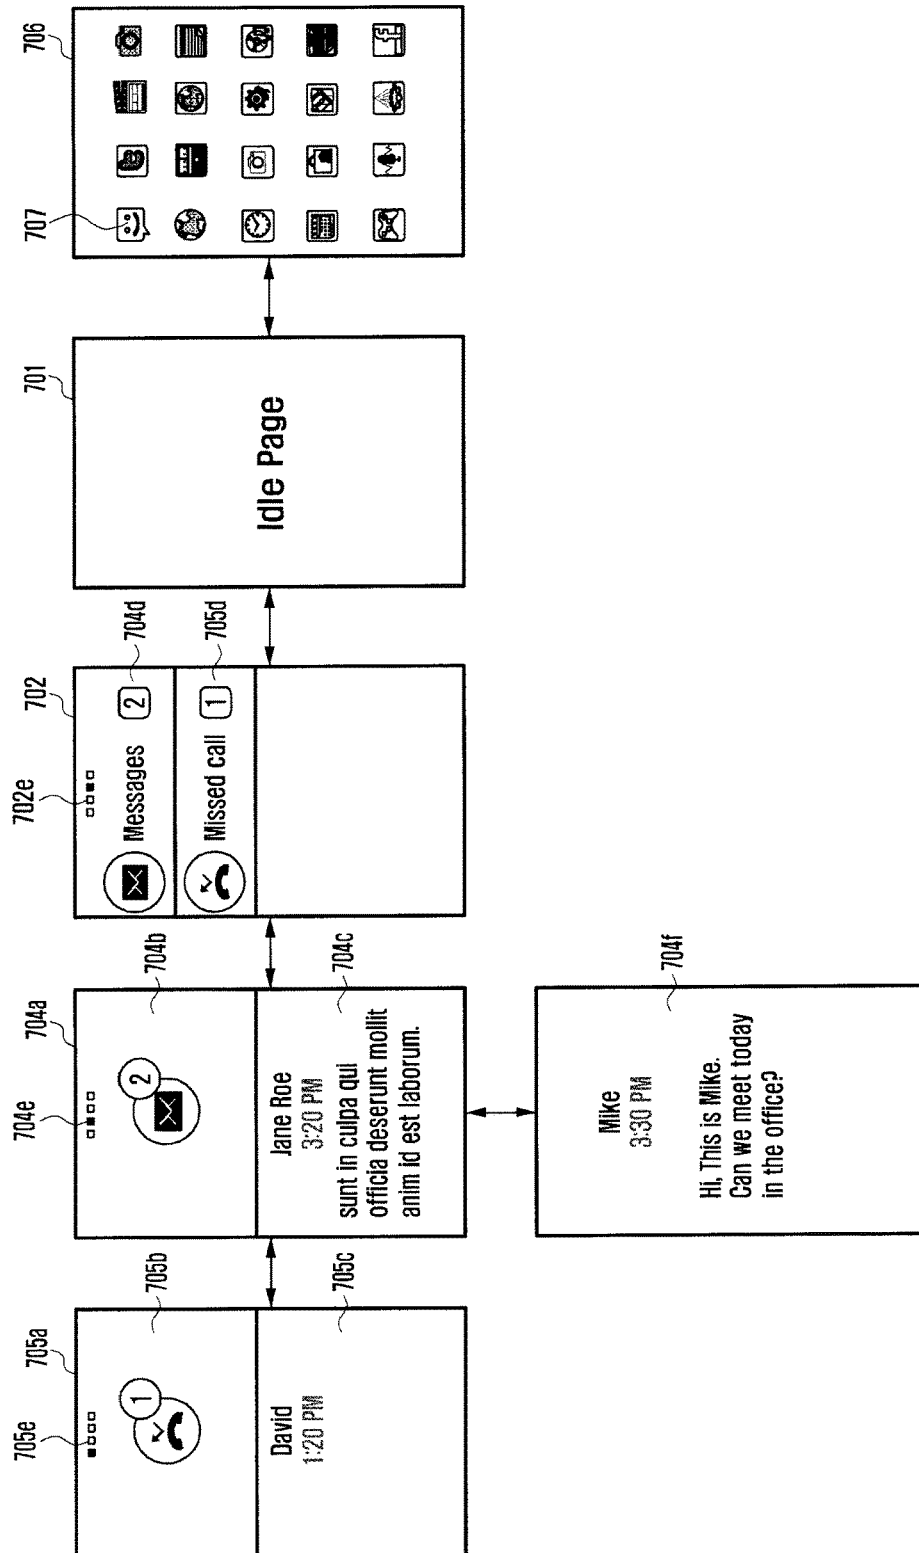 705a
705e
1
705b
David
1:20 PM
705c
704a
704e
2
704b
Jane Roe
3:20 PM
sunt in culpa qui
officia deserunt mollit
anim id est laborum.
704c
Mike
3:30 PM
Hi, This is Mike.
Can we meet today
in the office?
704f
702
702e
Messages 2
704d
Missed call 1
705d
701
Idle Page
706
707